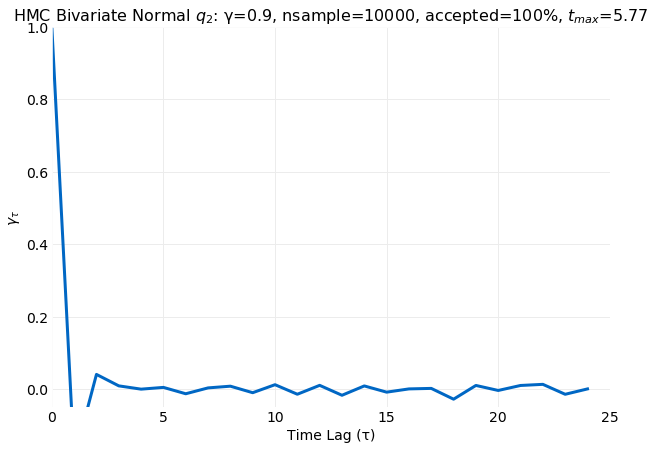 HMC Bivariate Normal q₂: γ=0.9, nsample=10000, accepted=100%, tₘₐₓ=5.77
1.0
0.8
0.6
0.4
0.2
0.0
γτ
0 5 10 15 20 25
Time Lag (τ)